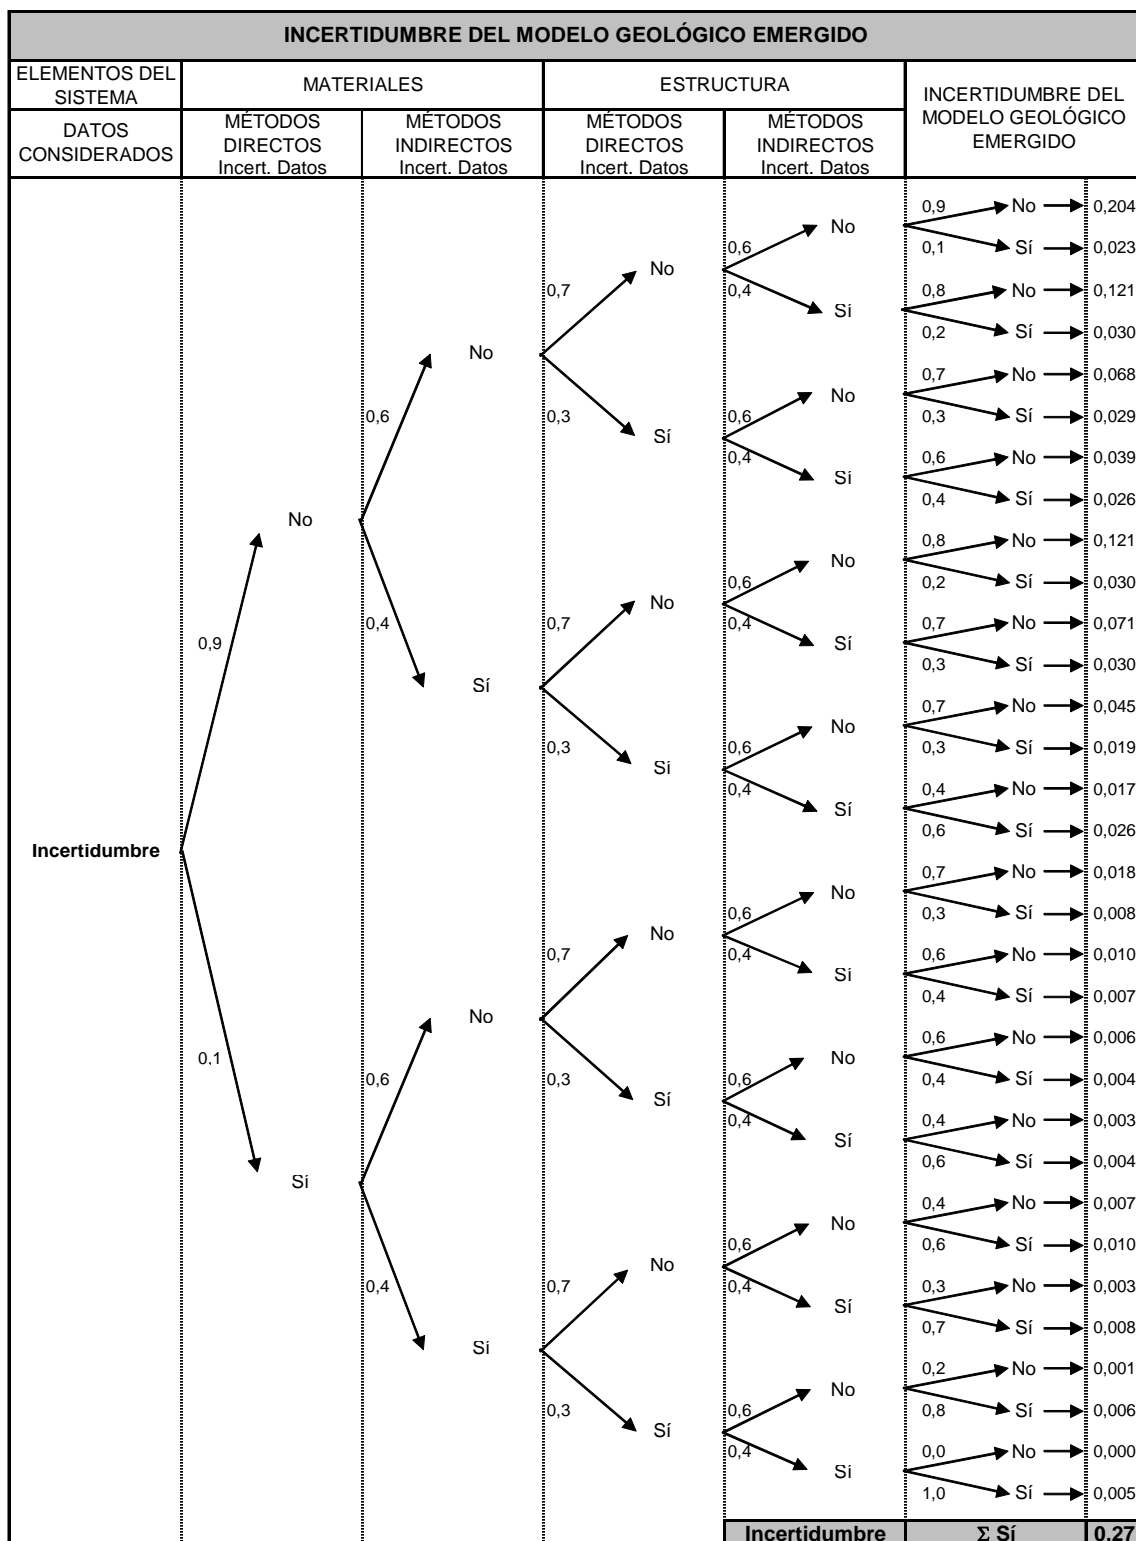 INCERTIDUMBRE DEL MODELO GEOLÓGICO EMERGIDO
ELEMENTOS DEL
SISTEMA
MATERIALES
ESTRUCTURA
INCERTIDUMBRE DEL
MODELO GEOLÓGICO
EMERGIDO
DATOS
CONSIDERADOS
MÉTODOS
DIRECTOS
Incert. Datos
MÉTODOS
INDIRECTOS
Incert. Datos
MÉTODOS
DIRECTOS
Incert. Datos
MÉTODOS
INDIRECTOS
Incert. Datos
Incertidumbre
0,9
No
0,1
Sí
0,6
No
0,4
Sí
0,6
No
0,4
Sí
0,7
No
0,3
Sí
0,7
No
0,3
Sí
0,7
No
0,3
Sí
0,7
No
0,3
Sí
0,6
No
0,4
Sí
0,6
No
0,4
Sí
0,6
No
0,4
Sí
0,6
No
0,4
Sí
0,6
No
0,4
Sí
0,6
No
0,4
Sí
0,6
No
0,4
Sí
0,6
No
0,4
Sí
0,9 No 0,204
0,1 Sí 0,023
0,8 No 0,121
0,2 Sí 0,030
0,7 No 0,068
0,3 Sí 0,029
0,6 No 0,039
0,4 Sí 0,026
0,8 No 0,121
0,2 Sí 0,030
0,7 No 0,071
0,3 Sí 0,030
0,7 No 0,045
0,3 Sí 0,019
0,4 No 0,017
0,6 Sí 0,026
0,7 No 0,018
0,3 Sí 0,008
0,6 No 0,010
0,4 Sí 0,007
0,6 No 0,006
0,4 Sí 0,004
0,4 No 0,003
0,6 Sí 0,004
0,4 No 0,007
0,6 Sí 0,010
0,3 No 0,003
0,7 Sí 0,008
0,2 No 0,001
0,8 Sí 0,006
0,0 No 0,000
1,0 Sí 0,005
Incertidumbre Σ Sí 0,27